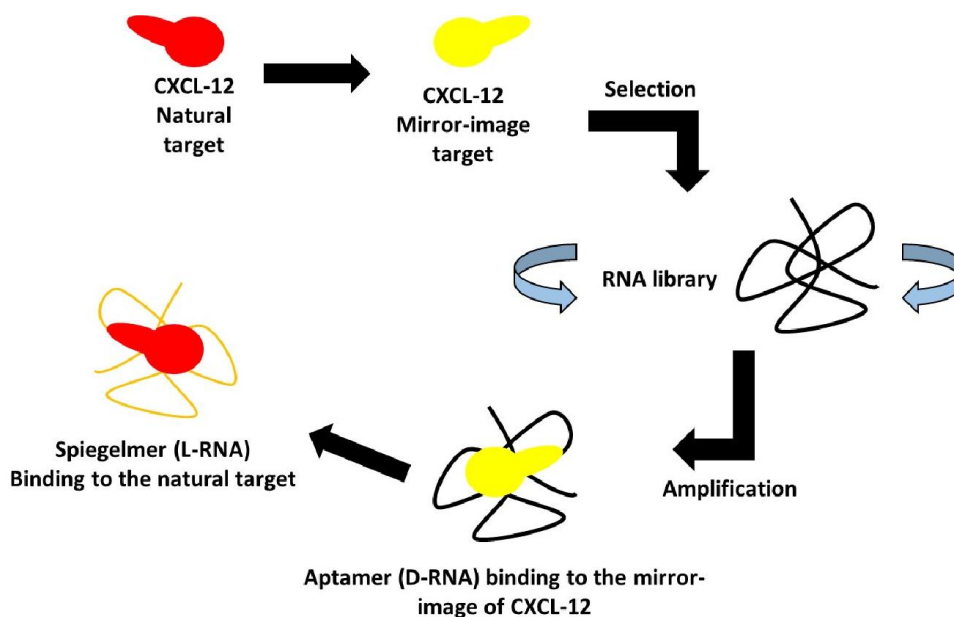 CXCL-12
Natural
target
CXCL-12
Mirror-image
target
Selection
RNA library
Amplification
Aptamer (D-RNA) binding to the mirror-
image of CXCL-12
Spiegelmer (L-RNA)
Binding to the natural target